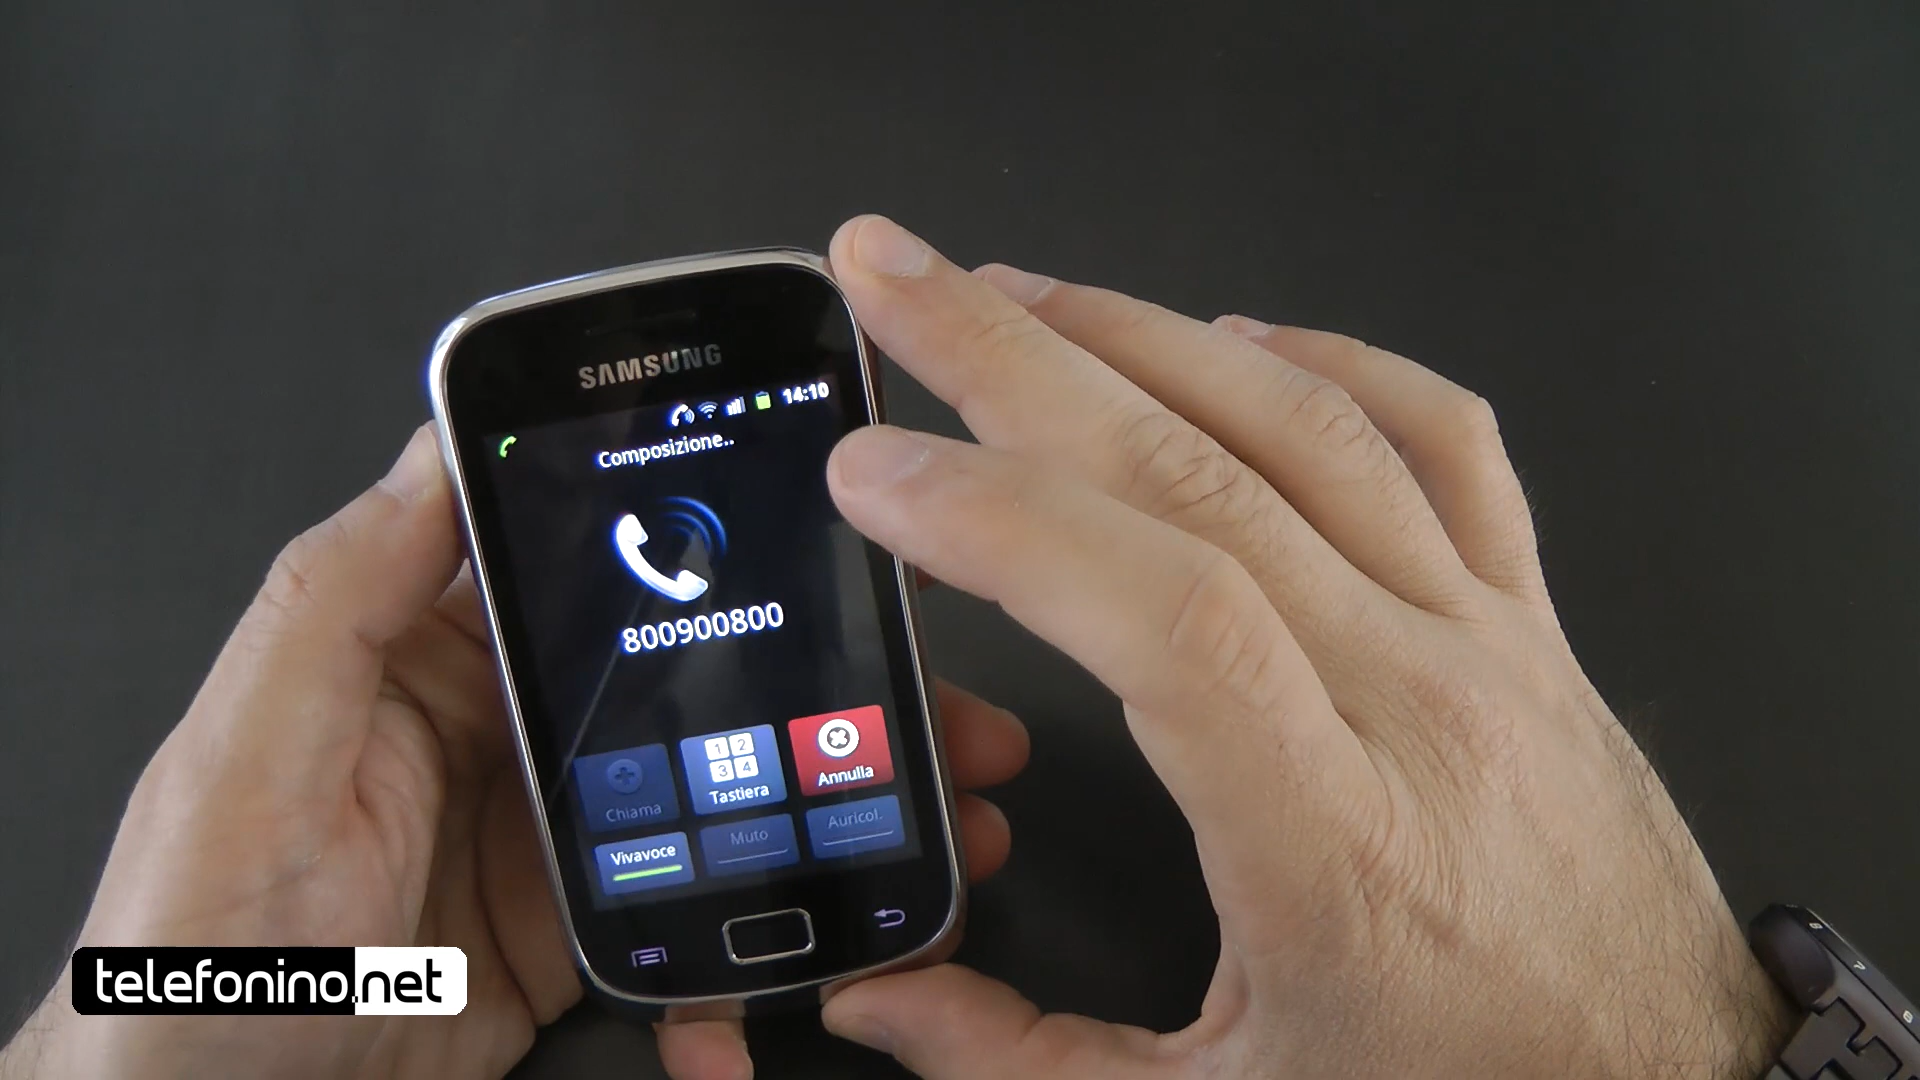 SAMSUNG
14:10
Composizione..
800900800
1 2
3 4
Chiama
Tastiera
Annulla
Vivavoce
Muto
Auricol.
telefonino.net